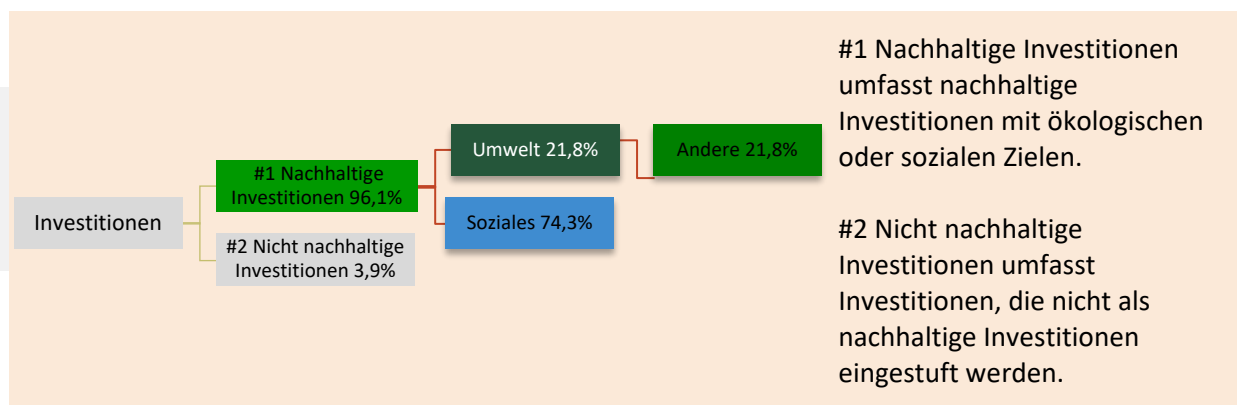 Investitionen
#1 Nachhaltige
Investitionen 96,1%
#2 Nicht nachhaltige
Investitionen 3,9%
Umwelt 21,8%
Soziales 74,3%
Andere 21,8%
#1 Nachhaltige Investitionen
umfasst nachhaltige
Investitionen mit ökologischen
oder sozialen Zielen.
#2 Nicht nachhaltige
Investitionen umfasst
Investitionen, die nicht als
nachhaltige Investitionen
eingestuft werden.